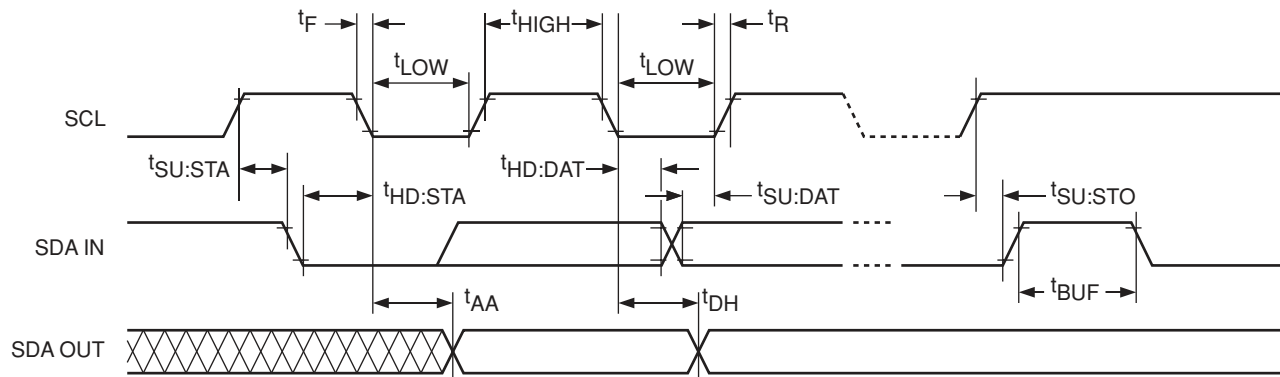 tF
tHIGH
tR
tLOW
tLOW
SCL
tSU:STA
tHD:STA
tHD:DAT
tSU:DAT
tSU:STO
SDA IN
tBUF
tAA
tDH
SDA OUT